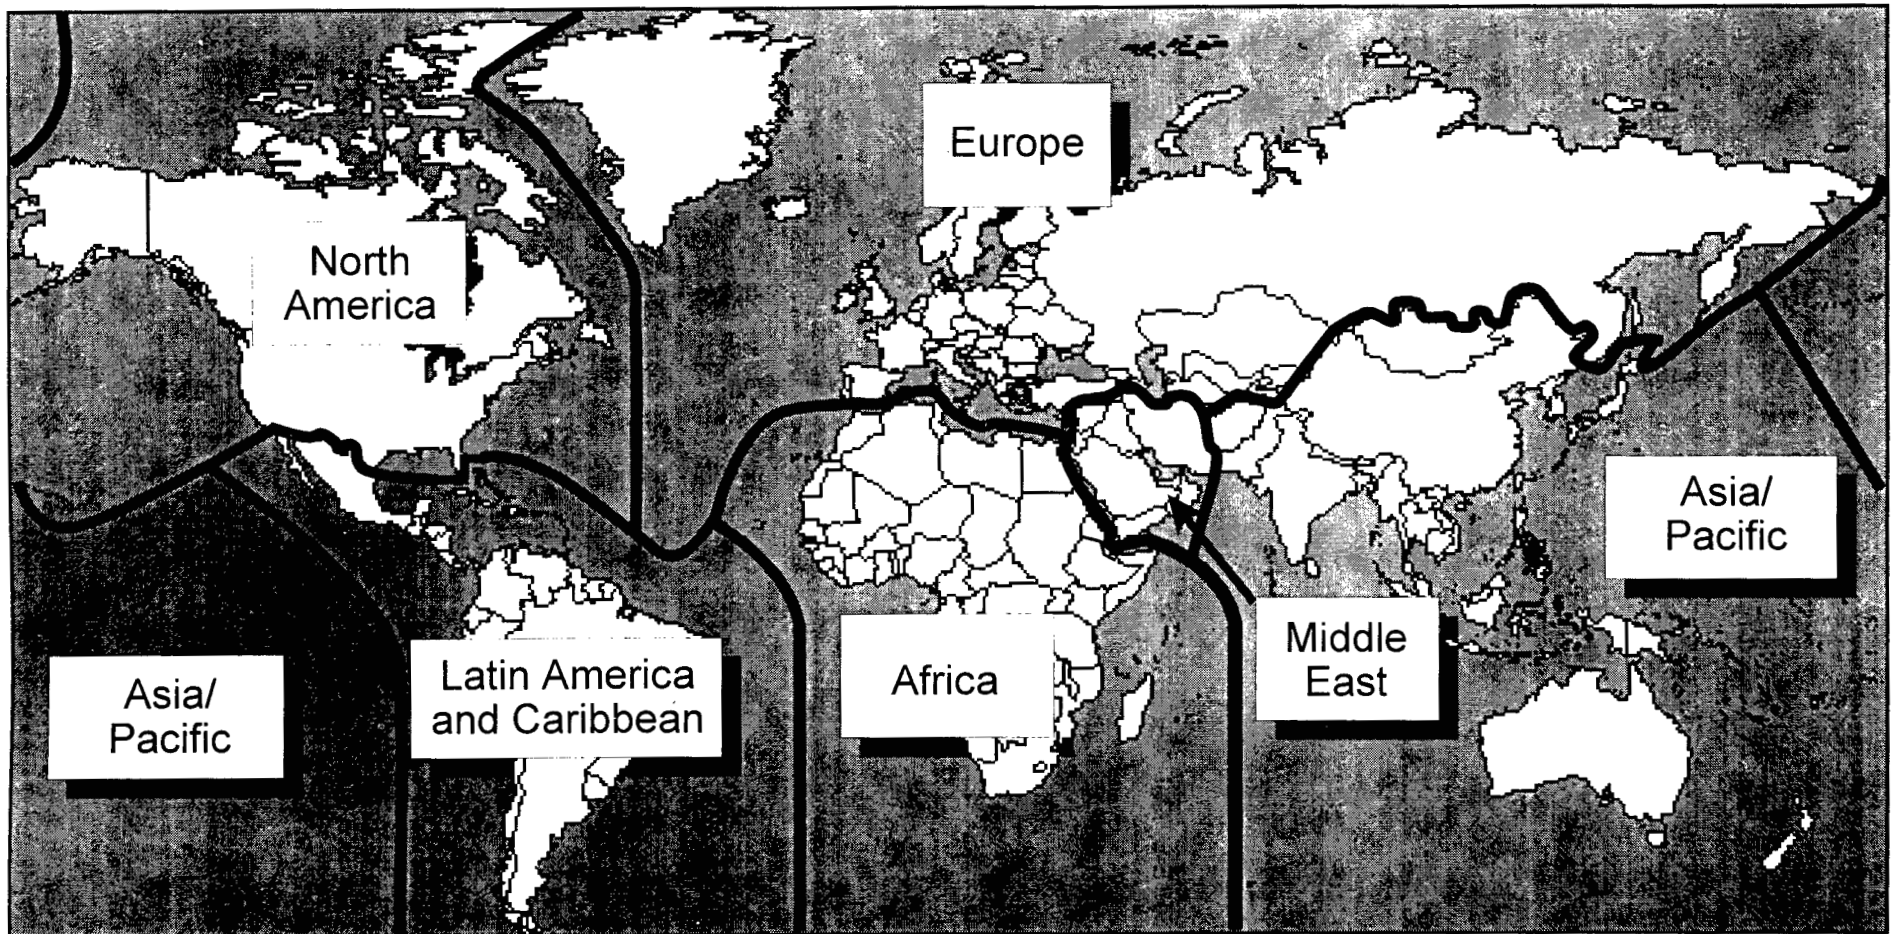 Europe
North
America
Asia/
Pacific
Middle
East
Africa
Latin America
and Caribbean
Asia/
Pacific